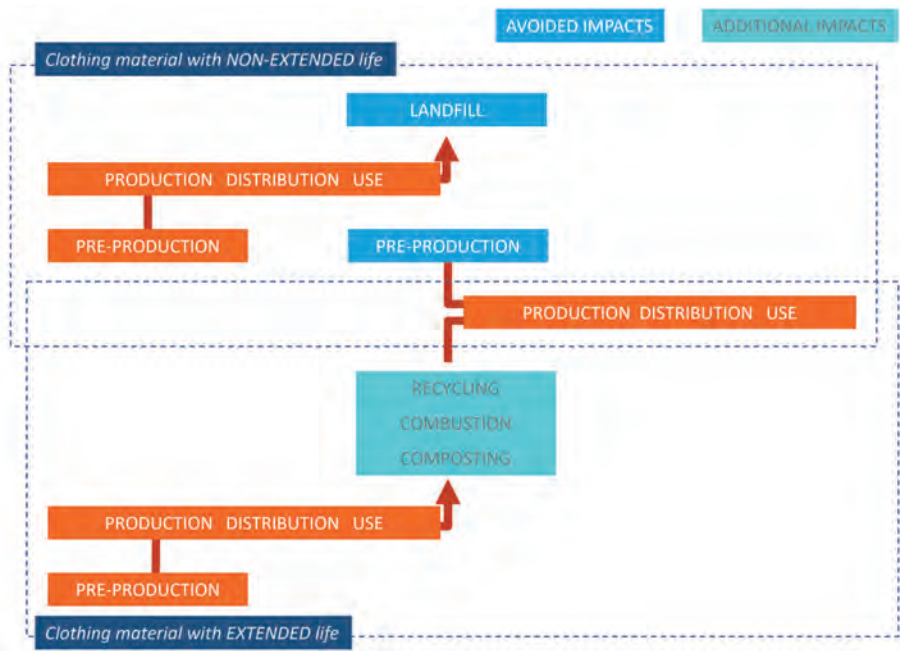 AVOIDED IMPACTS
ADDITIONAL IMPACTS
Clothing material with NON-EXTENDED life
LANDFILL
PRODUCTION DISTRIBUTION USE
PRE-PRODUCTION
PRE-PRODUCTION
PRODUCTION DISTRIBUTION USE
RECYCLING
COMBUSTION
COMPOSTING
PRODUCTION DISTRIBUTION USE
PRE-PRODUCTION
Clothing material with EXTENDED life